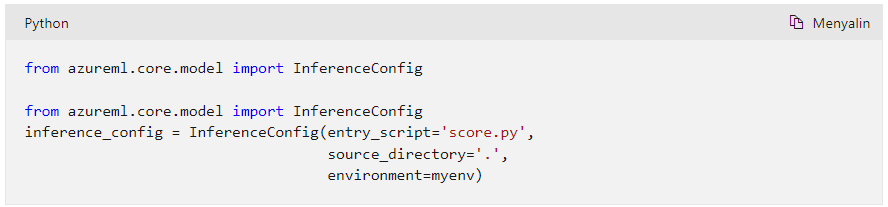 Python
Menyalin
from azureml.core.model import InferenceConfig
from azureml.core.model import InferenceConfig
inference_config = InferenceConfig(entry_script='score.py',
source_directory='.',
environment=myenv)